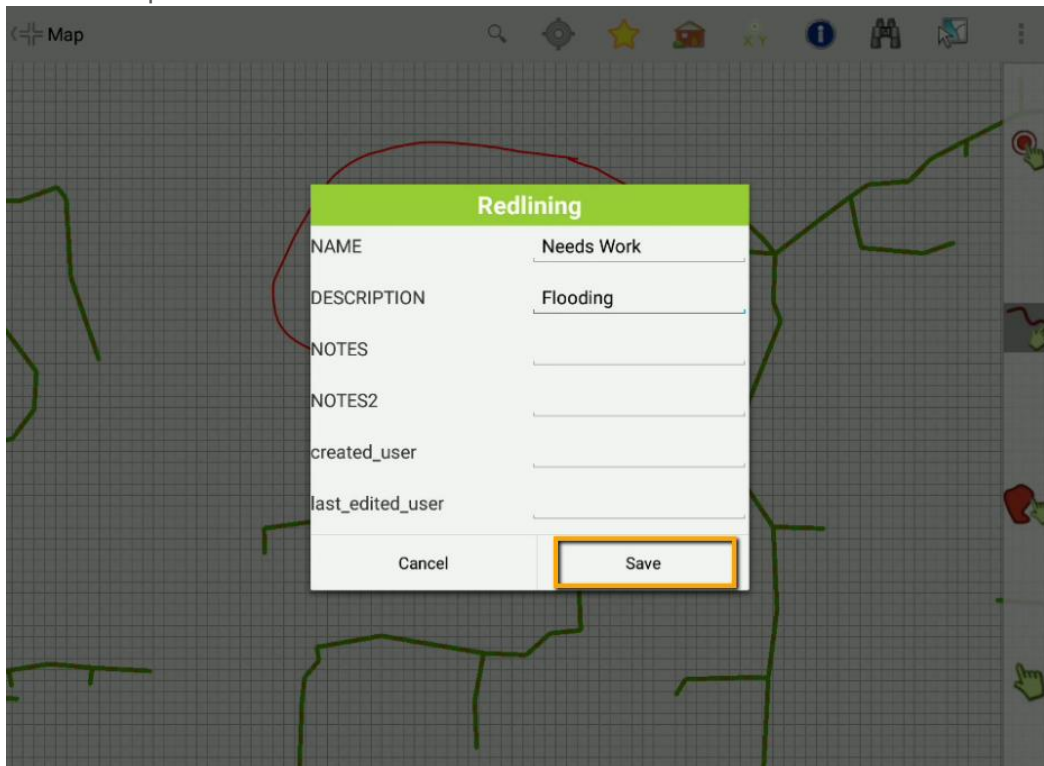 Map
X Y
i
Redlining
NAME Needs Work
DESCRIPTION Flooding
NOTES
NOTES2
created_user
last_edited_user
Cancel Save